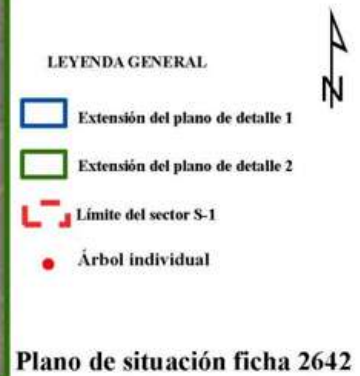 N
LEYENDA GENERAL
Extensión del plano de detalle 1
Extensión del plano de detalle 2
Límite del sector S-1
Árbol individual
Plano de situación ficha 2642